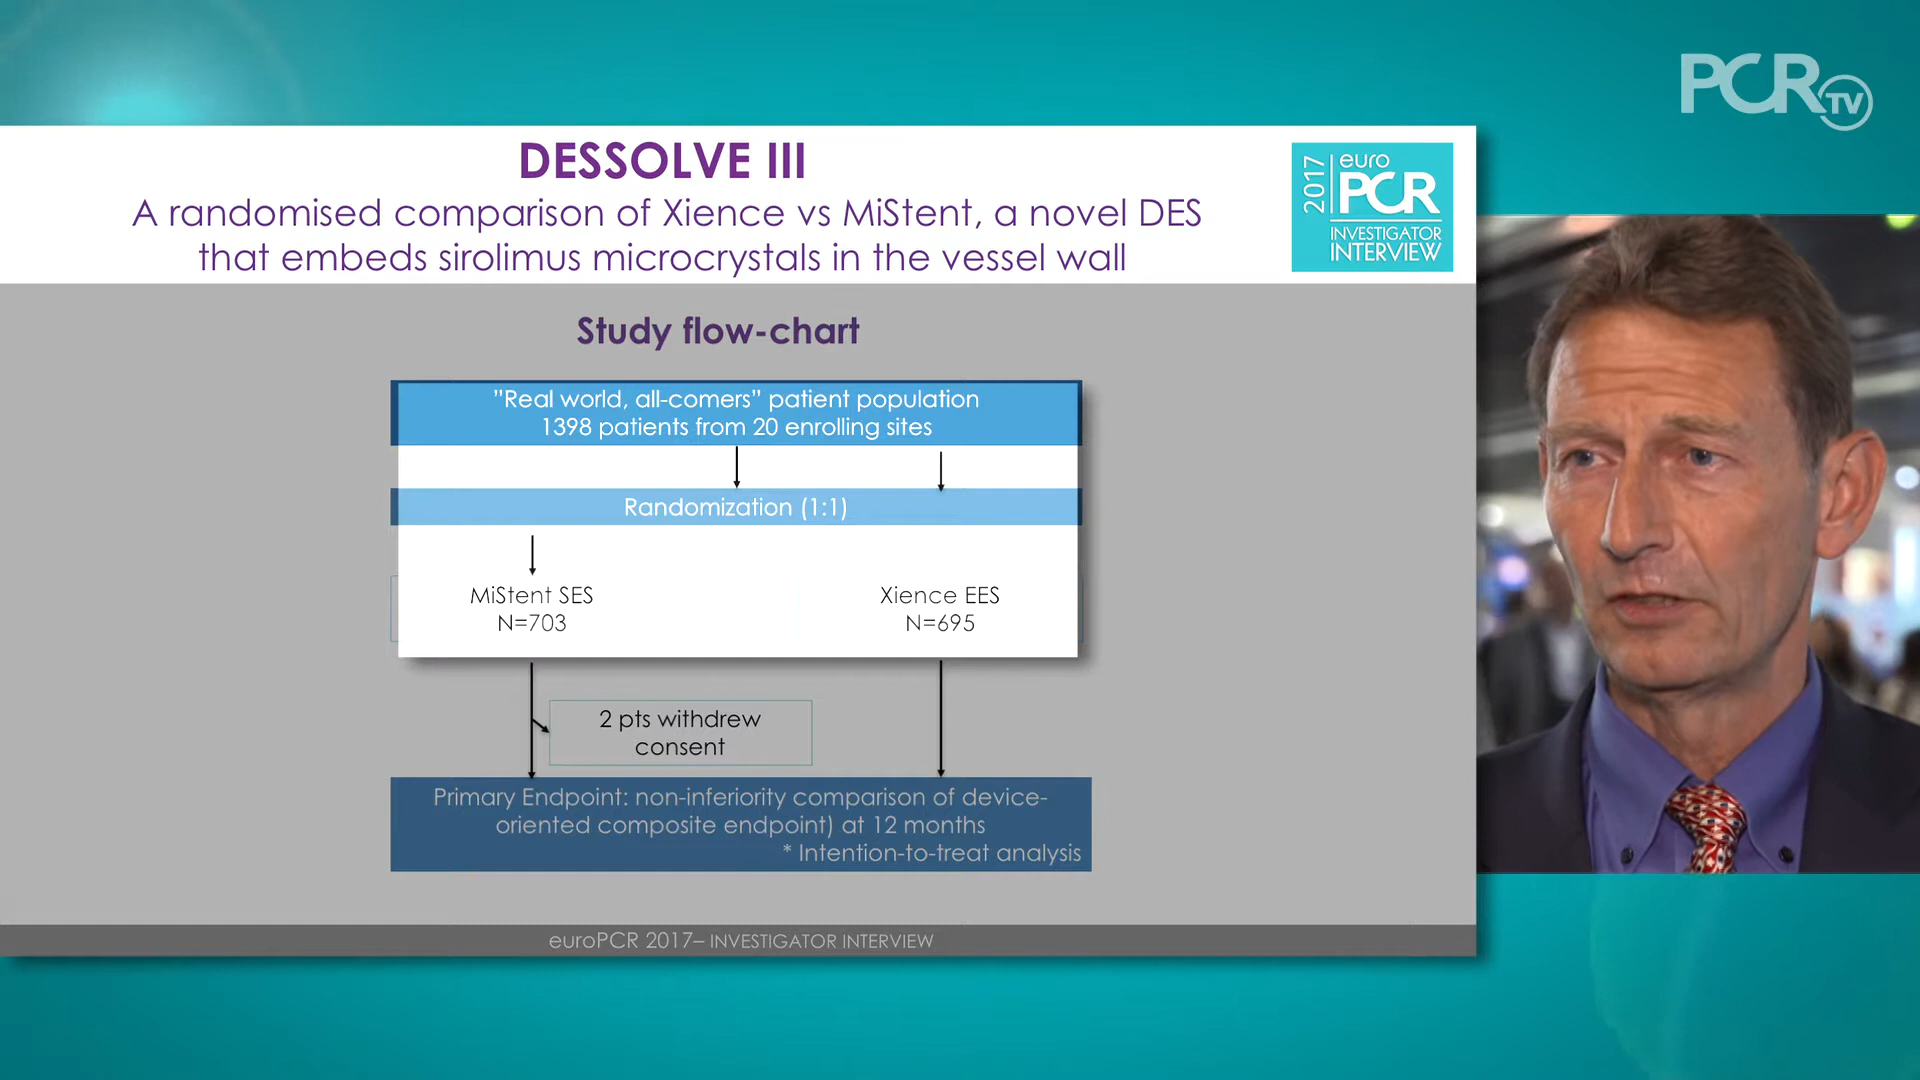 PCR TV
DESSOLVE III
A randomised comparison of Xience vs MiStent, a novel DES
that embeds sirolimus microcrystals in the vessel wall
2017
euro
PCR
INVESTIGATOR
INTERVIEW
Study flow-chart
”Real world, all-comers” patient population
1398 patients from 20 enrolling sites
Randomization (1:1)
MiStent SES
N=703
Xience EES
N=695
2 pts withdrew
consent
Primary Endpoint: non-inferiority comparison of device-
oriented composite endpoint) at 12 months
* Intention-to-treat analysis
euroPCR 2017– INVESTIGATOR INTERVIEW